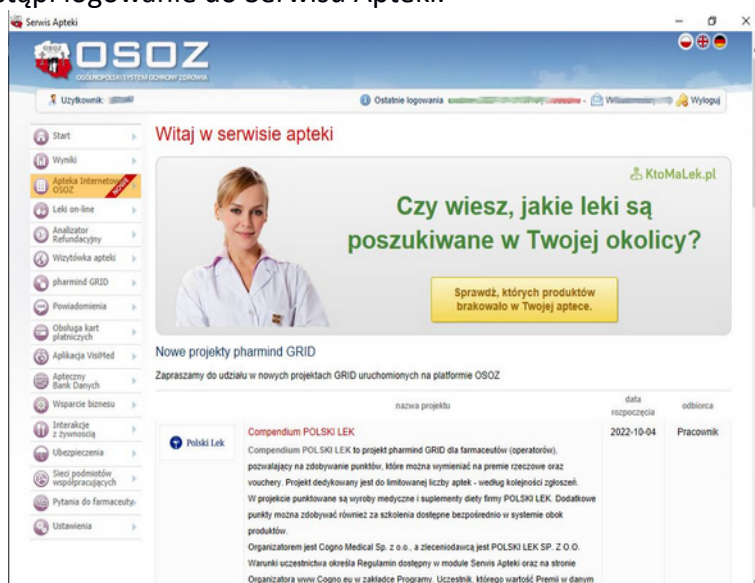 logowanie do Serwisu Apteki.
Serwis Apteki
OSOZ
OGÓLNOPOLSKI SYSTEM OCHRONY ZDROWIA
Użytkownik:
Ostatnie logowania
Wyloguj
Start
Wyniki
Apteka Internetowa
OSOZ
NOWE
Leki on-line
Analizator
Refundacyjny
Wizytówka apteki
pharmind GRID
Powiadomienia
Obsługa kart
płatniczych
Aplikacja VisiMed
Apteczny
Bank Danych
Wsparcie biznesu
Interakcje
z żywnością
Ubezpieczenia
Sieci podmiotów
współpracujących
Pytania do farmaceuty
Ustawienia
Witaj w serwisie apteki
KtoMaLek.pl
Czy wiesz, jakie leki są
poszukiwane w Twojej okolicy?
Sprawdź, których produktów
brakowało w Twojej aptece.
Nowe projekty pharmind GRID
Zapraszamy do udziału w nowych projektach GRID uruchomionych na platformie OSOZ
nazwa projektu
data
rozpoczęcia
odbiorca
Polski Lek
Compendium POLSKI LEK
2022-10-04
Pracownik
Compendium POLSKI LEK to projekt pharmind GRID dla farmaceutów (operatorów),
pozwalający na zdobywanie punktów, które można wymieniać na premie rzeczowe oraz
vouchery. Projekt dedykowany jest do limitowanej liczby aptek - według kolejności zgłoszeń.
W projekcie punktowane są wyroby medyczne i suplementy diety firmy POLSKI LEK. Dodatkowe
punkty można zdobywać również za szkolenia dostępne bezpośrednio w systemie obok
produktów.
Organizatorem jest Cogno Medical Sp. z o.o., a zleceniodawcą jest POLSKI LEK SP. Z O.O.
Warunki uczestnictwa określa Regulamin dostępny w module Serwis Apteki oraz na stronie
Organizatora www.Cogno.eu w zakładce Programy. Uczestnik, którego wartość Premii w danym